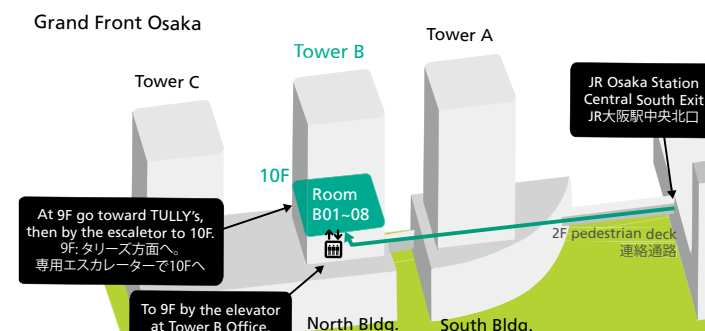 Grand Front Osaka
Tower A
Tower B
Tower C
JR Osaka Station
Central South Exit
JR大阪駅中央北口
10F
Room
B01~08
At 9F go toward TULLY's,
then by the escaletor to 10F.
9F: タリーズ方面へ。
専用エスカレーターで10Fへ
2F pedestrian deck
連絡通路
To 9F by the elevator
at Tower B Office.
North Bldg.
South Bldg.